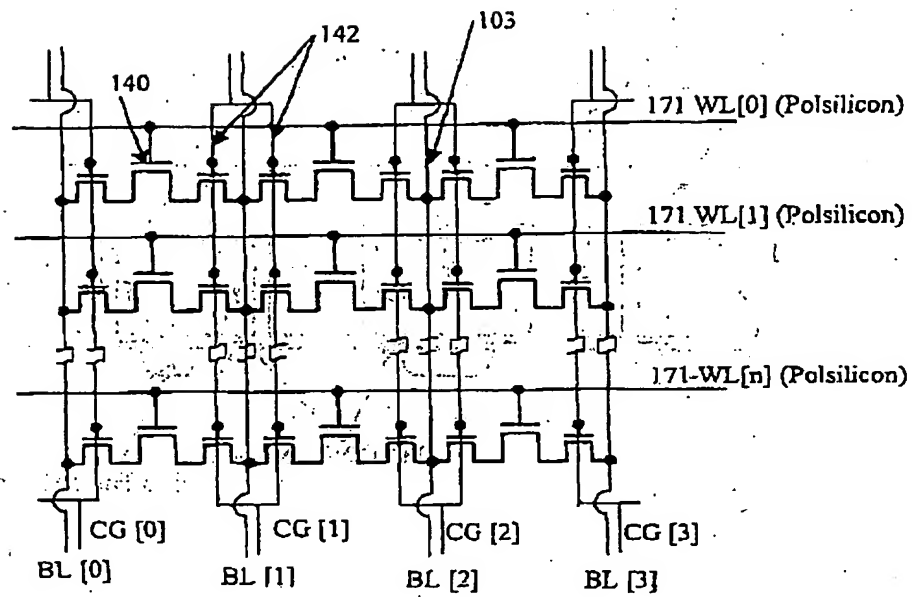 103
142
140
171 WL[0] (Polsilicon)
171 WL[1] (Polsilicon)
171-WL[n] (Polsilicon)
CG [0] CG [1] CG [2] CG [3]
BL [0] BL [1] BL [2] BL [3]